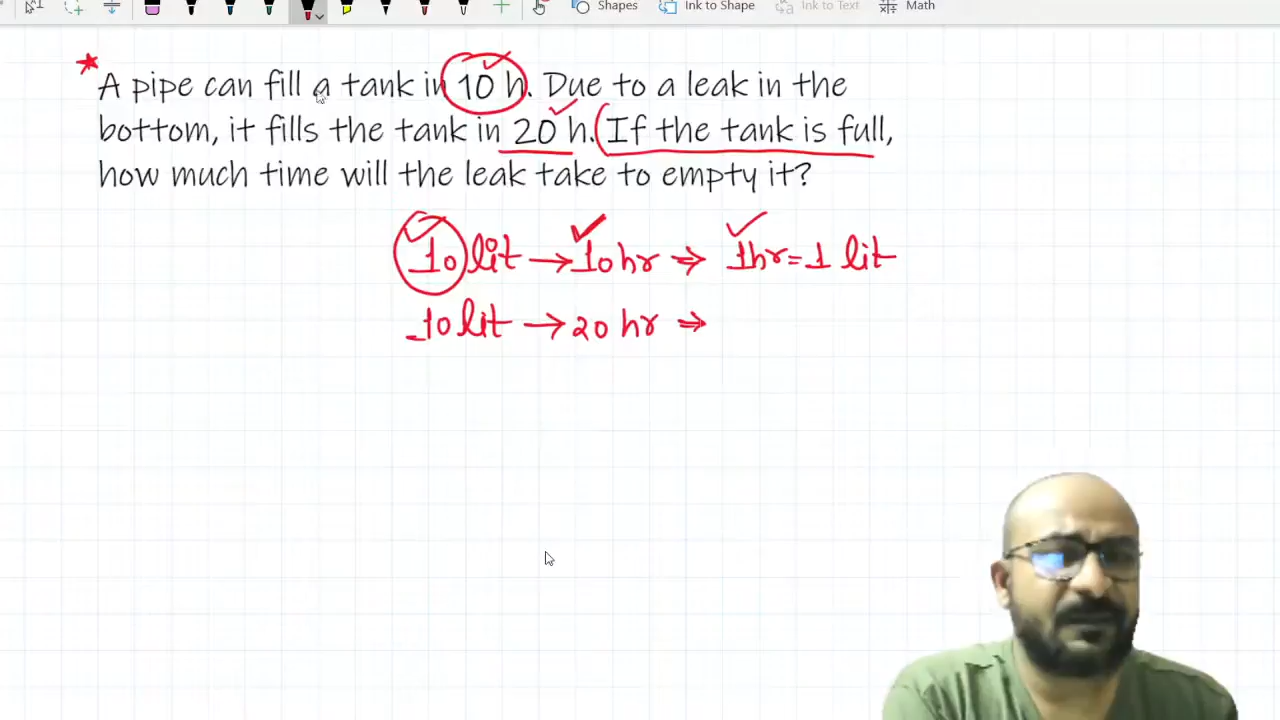 Shapes Ink to Shape Ink to Text Math
A pipe can fill a tank in 10 h. Due to a leak in the
bottom, it fills the tank in 20 h. If the tank is full,
how much time will the leak take to empty it?
10 lit → 10 hr ⇒ 1hr = 1 lit
10 lit → 20 hr ⇒